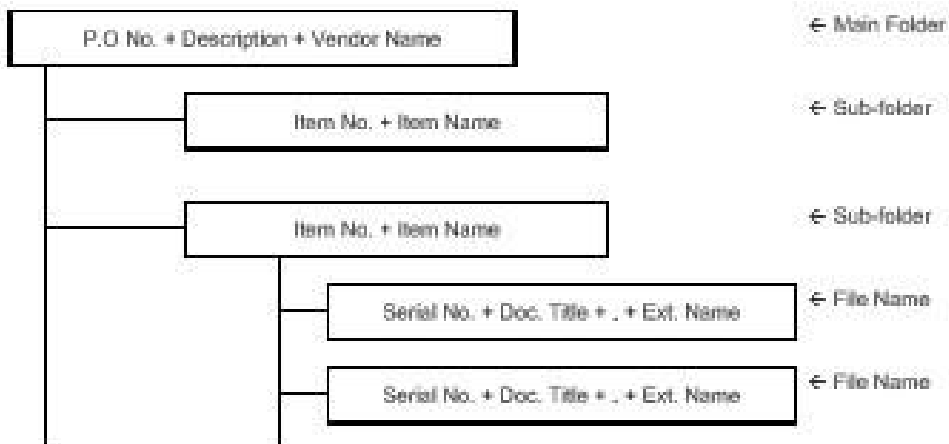 P.O No. + Description + Vendor Name ← Main Folder
Item No. + Item Name ← Sub-folder
Item No. + Item Name ← Sub-folder
Serial No. + Doc. Title + . + Ext. Name ← File Name
Serial No. + Doc. Title + . + Ext. Name ← File Name